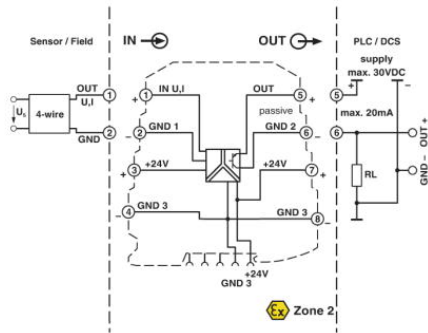 Sensor / Field
IN
OUT
PLC / DCS
supply
max. 30VDC
OUT
U,I
1
1
IN U,I
OUT
5
5
+
+
+
−
Us
4-wire
passive
max. 20mA
GND
2
2
GND 1
GND 2
6
6
−
−
OUT +
3
+24V
+24V
7
+
+
RL
GND −
4
GND 3
GND 3
8
−
−
+24V
GND 3
Ex
Zone 2